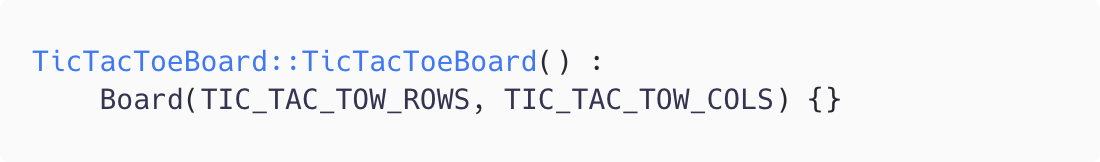 TicTacToeBoard::TicTacToeBoard() :
    Board(TIC_TAC_TOW_ROWS, TIC_TAC_TOW_COLS) {}